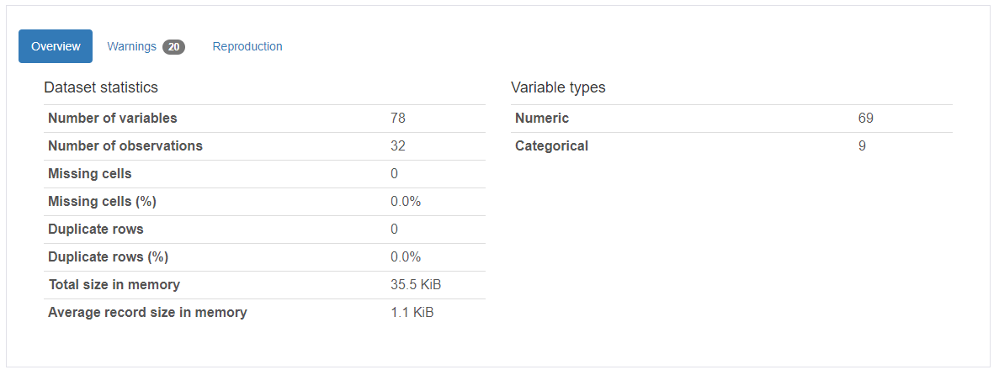 Overview Warnings 20 Reproduction
Dataset statistics
Number of variables 78
Number of observations 32
Missing cells 0
Missing cells (%) 0.0%
Duplicate rows 0
Duplicate rows (%) 0.0%
Total size in memory 35.5 KiB
Average record size in memory 1.1 KiB
Variable types
Numeric 69
Categorical 9